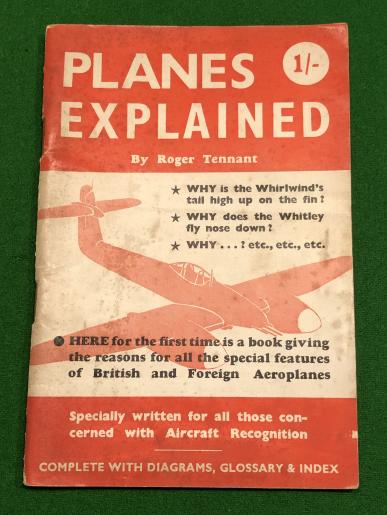 PLANES
1/-
EXPLAINED
By Roger Tennant
★ WHY is the Whirlwind's
tail high up on the fin?
★ WHY does the Whitley
fly nose down?
★ WHY . . . ? etc., etc., etc.
● HERE for the first time is a book giving
the reasons for all the special features
of British and Foreign Aeroplanes
Specially written for all those con-
cerned with Aircraft Recognition
COMPLETE WITH DIAGRAMS, GLOSSARY & INDEX